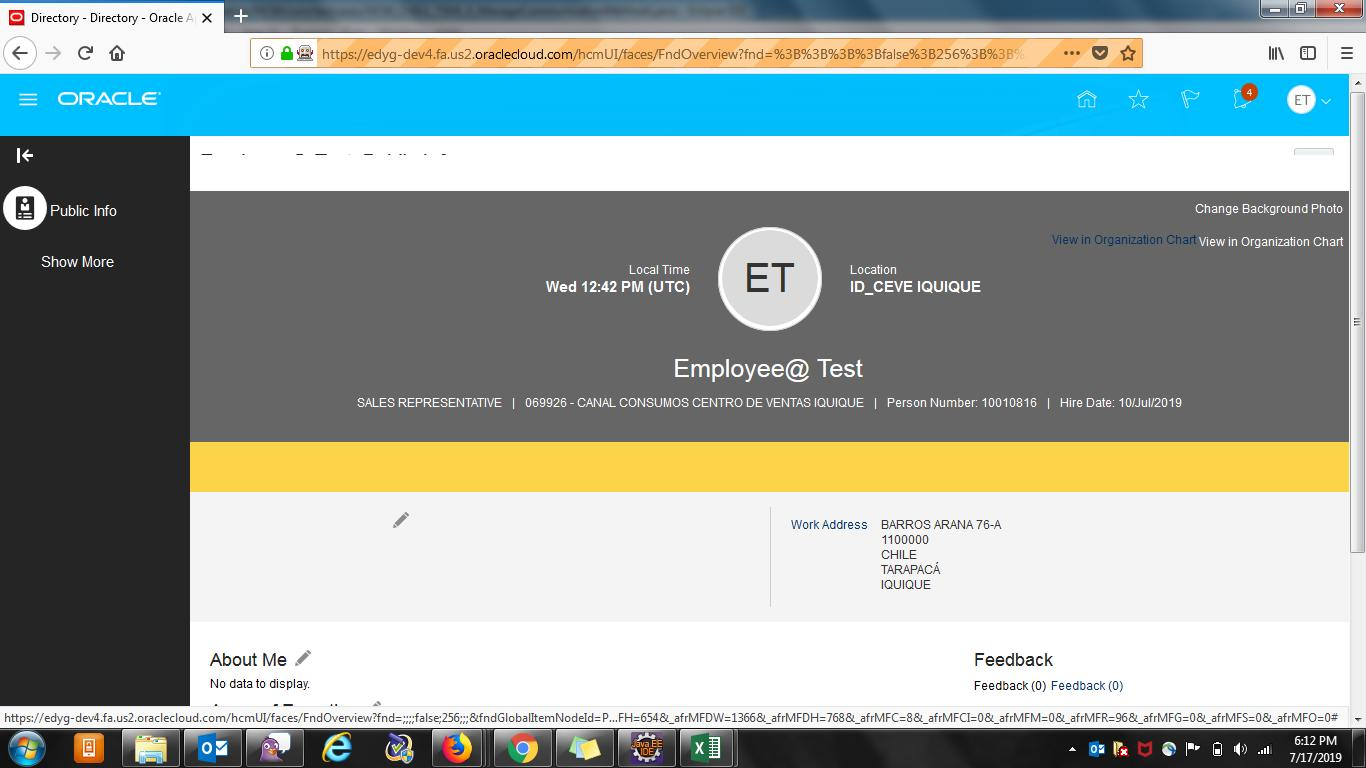 Directory - Directory - Oracle A
https://edyg-dev4.fa.us2.oraclecloud.com/hcmUI/faces/FndOverview?fnd=%3B%3B%3B%3Bfalse%3B256%3B%3B%
ORACLE
4
ET
Public Info
Show More
Change Background Photo
View in Organization Chart View in Organization Chart
Local Time
Wed 12:42 PM (UTC)
ET
Location
ID_CEVE IQUIQUE
Employee@ Test
SALES REPRESENTATIVE | 069926 - CANAL CONSUMOS CENTRO DE VENTAS IQUIQUE | Person Number: 10010816 | Hire Date: 10/Jul/2019
Work Address BARROS ARANA 76-A
1100000
CHILE
TARAPACÁ
IQUIQUE
About Me
No data to display.
Feedback
Feedback (0) Feedback (0)
https://edyg-dev4.fa.us2.oraclecloud.com/hcmUI/faces/FndOverview?fnd=;;;;false;256;;;&fndGlobalItemNodeId=P...FH=654&_afrMFDW=1366&_afrMFDH=768&_afrMFC=8&_afrMFCI=0&_afrMFM=0&_afrMFR=96&_afrMFG=0&_afrMFS=0&_afrMFO=0#
Java EE
IDE
6:12 PM
7/17/2019